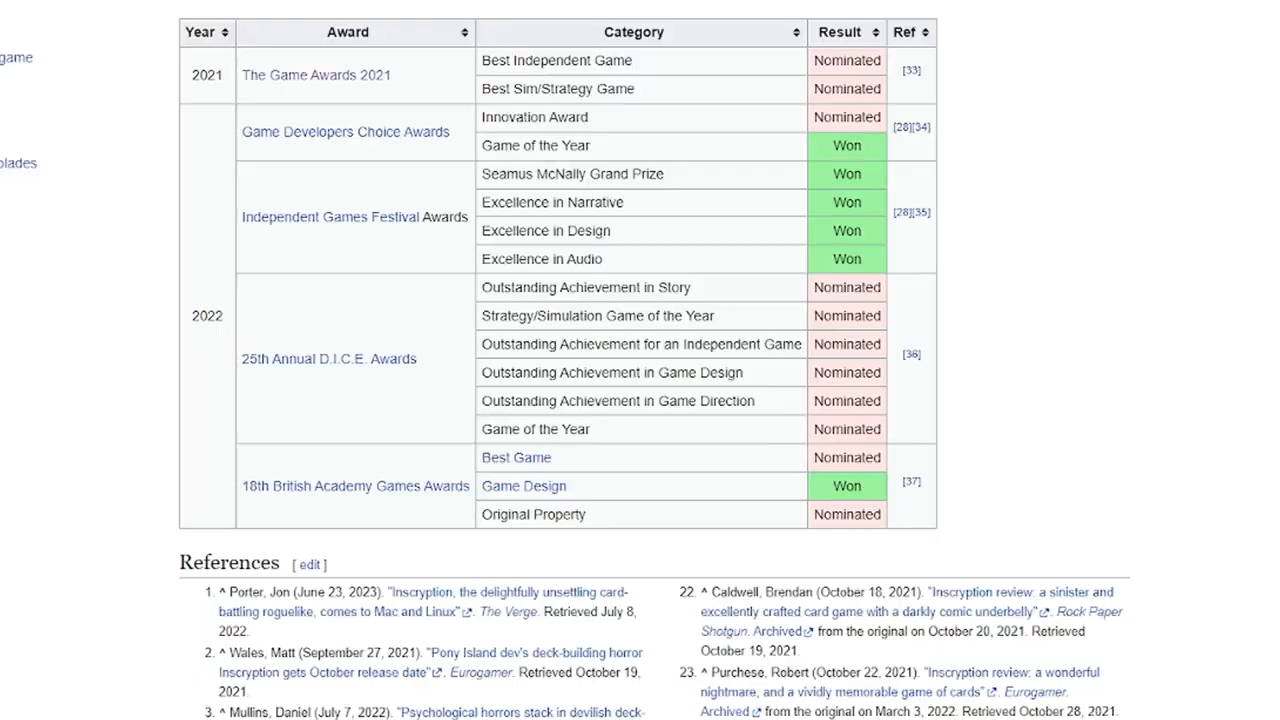 Year Award Category Result Ref
game
2021 The Game Awards 2021 Best Independent Game Nominated [33]
Best Sim/Strategy Game Nominated
2022 Game Developers Choice Awards Innovation Award Nominated [28][34]
Game of the Year Won
olades
Independent Games Festival Awards Seamus McNally Grand Prize Won [28][35]
Excellence in Narrative Won
Excellence in Design Won
Excellence in Audio Won
25th Annual D.I.C.E. Awards Outstanding Achievement in Story Nominated [36]
Strategy/Simulation Game of the Year Nominated
Outstanding Achievement for an Independent Game Nominated
Outstanding Achievement in Game Design Nominated
Outstanding Achievement in Game Direction Nominated
Game of the Year Nominated
18th British Academy Games Awards Best Game Nominated [37]
Game Design Won
Original Property Nominated
References [ edit ]
1. ^ Porter, Jon (June 23, 2023). "Inscryption, the delightfully unsettling card-
battling roguelike, comes to Mac and Linux". The Verge. Retrieved July 8,
2022.
2. ^ Wales, Matt (September 27, 2021). "Pony Island dev's deck-building horror
Inscryption gets October release date". Eurogamer. Retrieved October 19,
2021.
3. ^ Mullins, Daniel (July 7, 2022). "Psychological horrors stack in devilish deck-
22. ^ Caldwell, Brendan (October 18, 2021). "Inscryption review: a sinister and
excellently crafted card game with a darkly comic underbelly". Rock Paper
Shotgun. Archived from the original on October 20, 2021. Retrieved
October 19, 2021.
23. ^ Purchese, Robert (October 22, 2021). "Inscryption review: a wonderful
nightmare, and a vividly memorable game of cards". Eurogamer.
Archived from the original on March 3, 2022. Retrieved October 28, 2021.